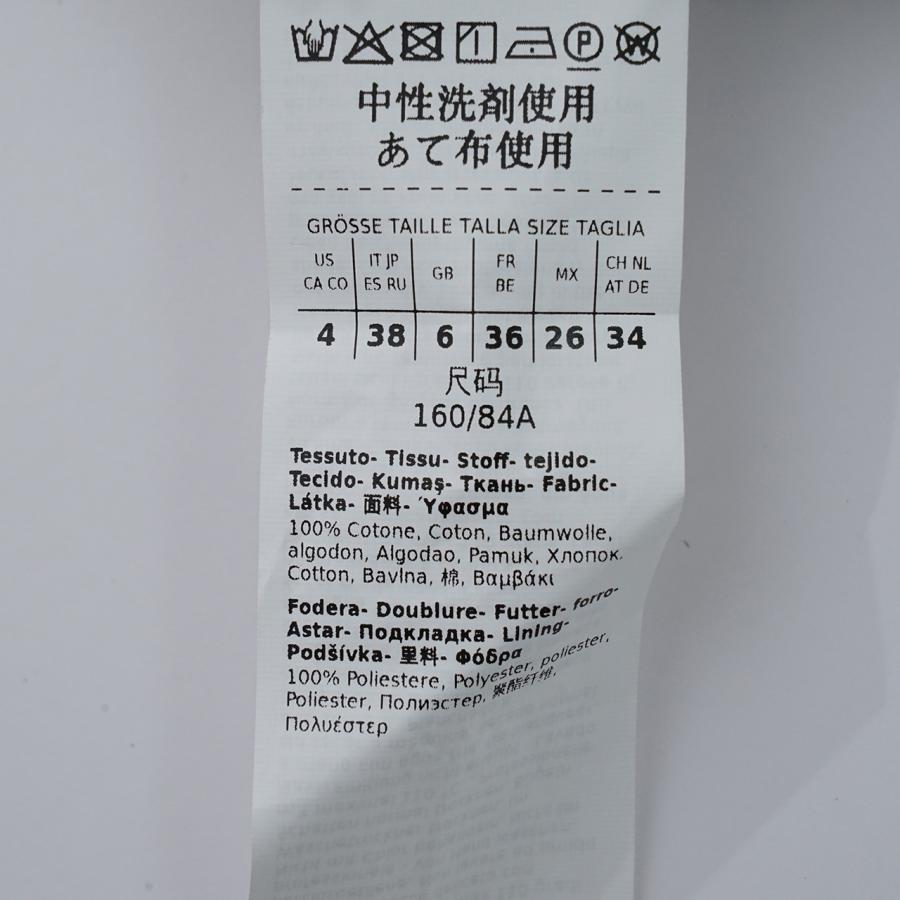 P W
中性洗剤使用
あて布使用
GRÖSSE TAILLE TALLA SIZE TAGLIA
US CA CO | IT JP ES RU | GB | FR BE | MX | CH NL AT DE
4 | 38 | 6 | 36 | 26 | 34
尺码
160/84A
Tessuto- Tissu- Stoff- tejido-
Tecido- Kumaş- Ткань- Fabric-
Látka- 面料- Ύφασμα
100% Cotone, Coton, Baumwolle,
algodon, Algodao, Pamuk, Хлопок,
Cotton, Bavlna, 棉, Βαμβάκι
Fodera- Doublure- Futter- forro-
Astar- Подкладка- Lining-
Podšívka- 里料- Φόδρα
100% Poliestere, Polyester, poliester,
Poliester, Полиэстер, 聚酯纤维,
Πολυέστερ